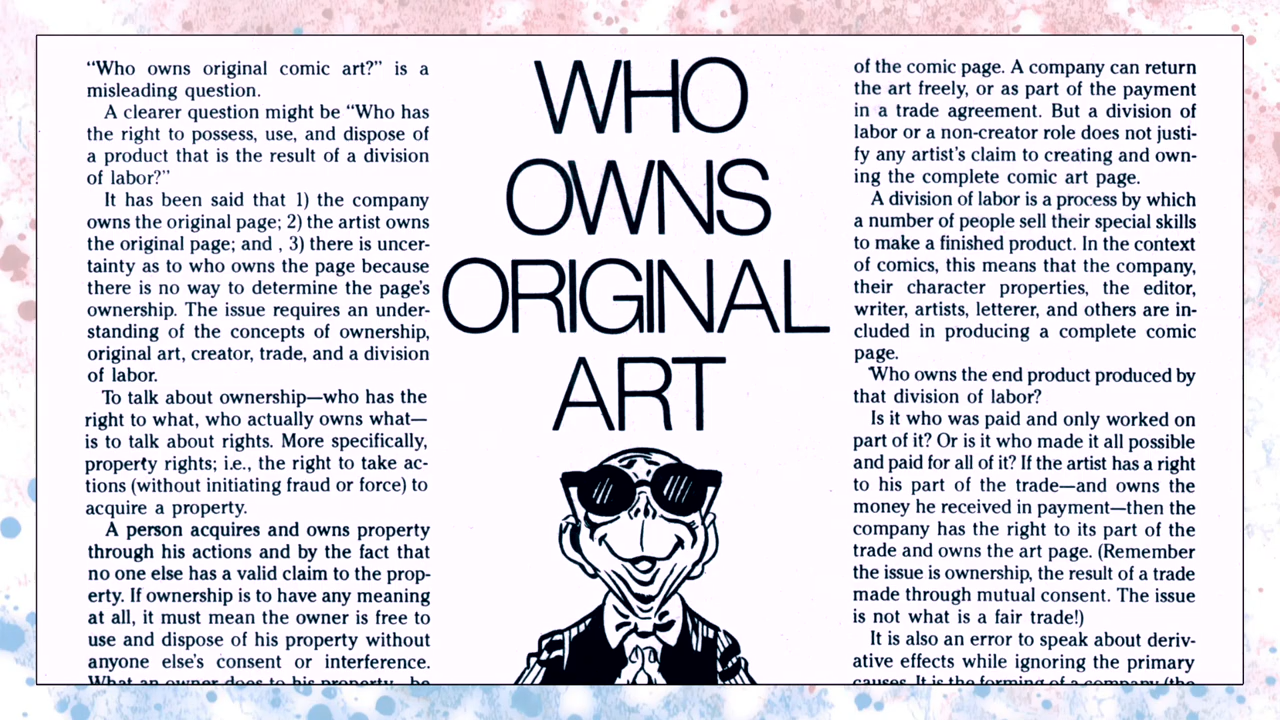 “Who owns original comic art?” is a
misleading question.
A clearer question might be “Who has
the right to possess, use, and dispose of
a product that is the result of a division
of labor?”
It has been said that 1) the company
owns the original page; 2) the artist owns
the original page; and , 3) there is uncer-
tainty as to who owns the page because
there is no way to determine the page's
ownership. The issue requires an under-
standing of the concepts of ownership,
original art, creator, trade, and a division
of labor.
To talk about ownership—who has the
right to what, who actually owns what—
is to talk about rights. More specifically,
property rights; i.e., the right to take ac-
tions (without initiating fraud or force) to
acquire a property.
A person acquires and owns property
through his actions and by the fact that
no one else has a valid claim to the prop-
erty. If ownership is to have any meaning
at all, it must mean the owner is free to
use and dispose of his property without
anyone else's consent or interference.
What an owner does to his property, be
WHO
OWNS
ORIGINAL
ART
of the comic page. A company can return
the art freely, or as part of the payment
in a trade agreement. But a division of
labor or a non-creator role does not justi-
fy any artist's claim to creating and own-
ing the complete comic art page.
A division of labor is a process by which
a number of people sell their special skills
to make a finished product. In the context
of comics, this means that the company,
their character properties, the editor,
writer, artists, letterer, and others are in-
cluded in producing a complete comic
page.
Who owns the end product produced by
that division of labor?
Is it who was paid and only worked on
part of it? Or is it who made it all possible
and paid for all of it? If the artist has a right
to his part of the trade—and owns the
money he received in payment—then the
company has the right to its part of the
trade and owns the art page. (Remember
the issue is ownership, the result of a trade
made through mutual consent. The issue
is not what is a fair trade!)
It is also an error to speak about deriv-
ative effects while ignoring the primary
causes. It is the forming of a company (the